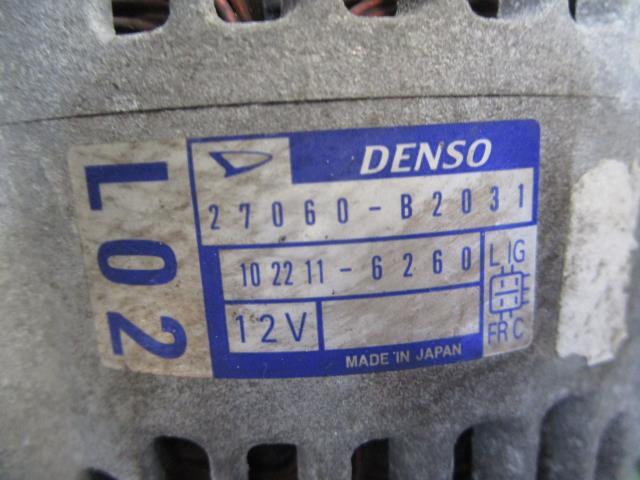 L02
DENSO
27060-B2031
102211-6260
12V
L IG
FR C
MADE IN JAPAN